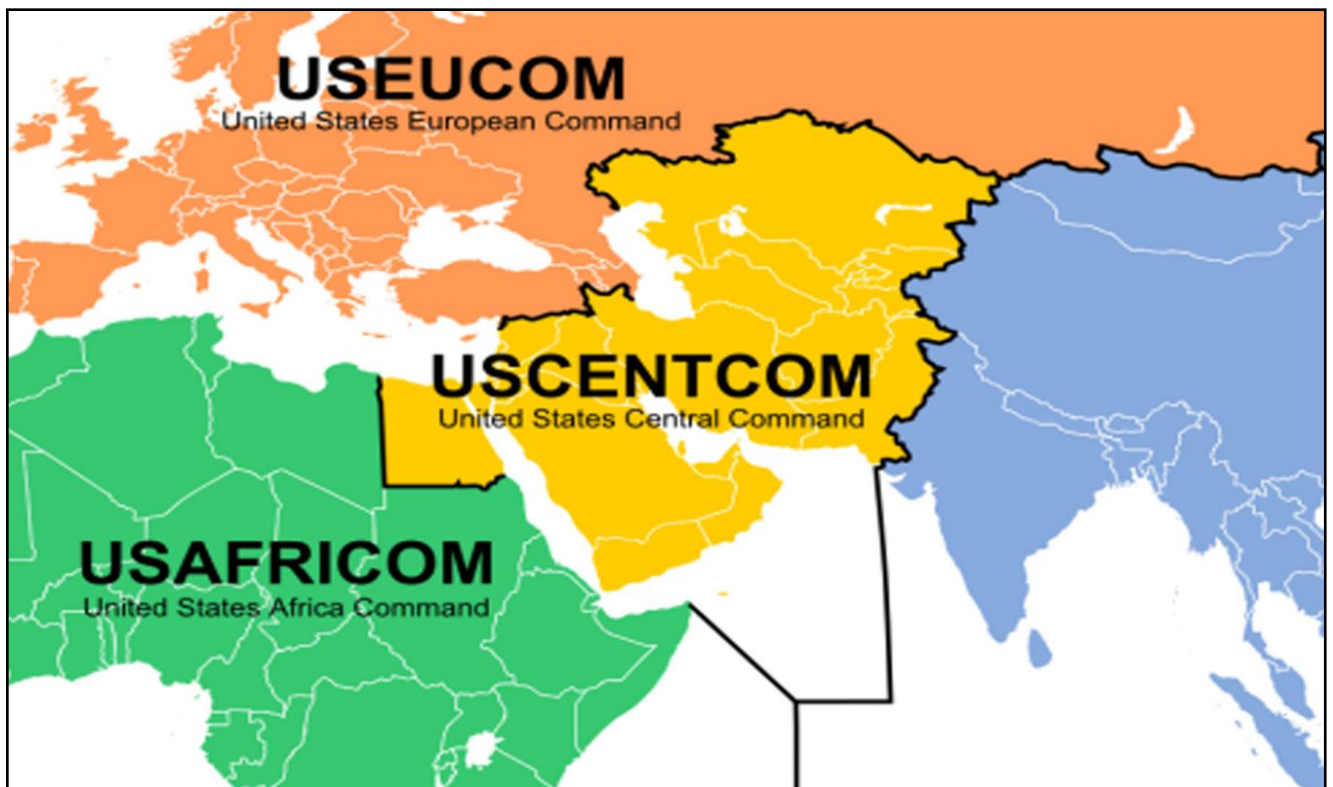 USEUCOM
United States European Command
USCENTCOM
United States Central Command
USAFRICOM
United States Africa Command